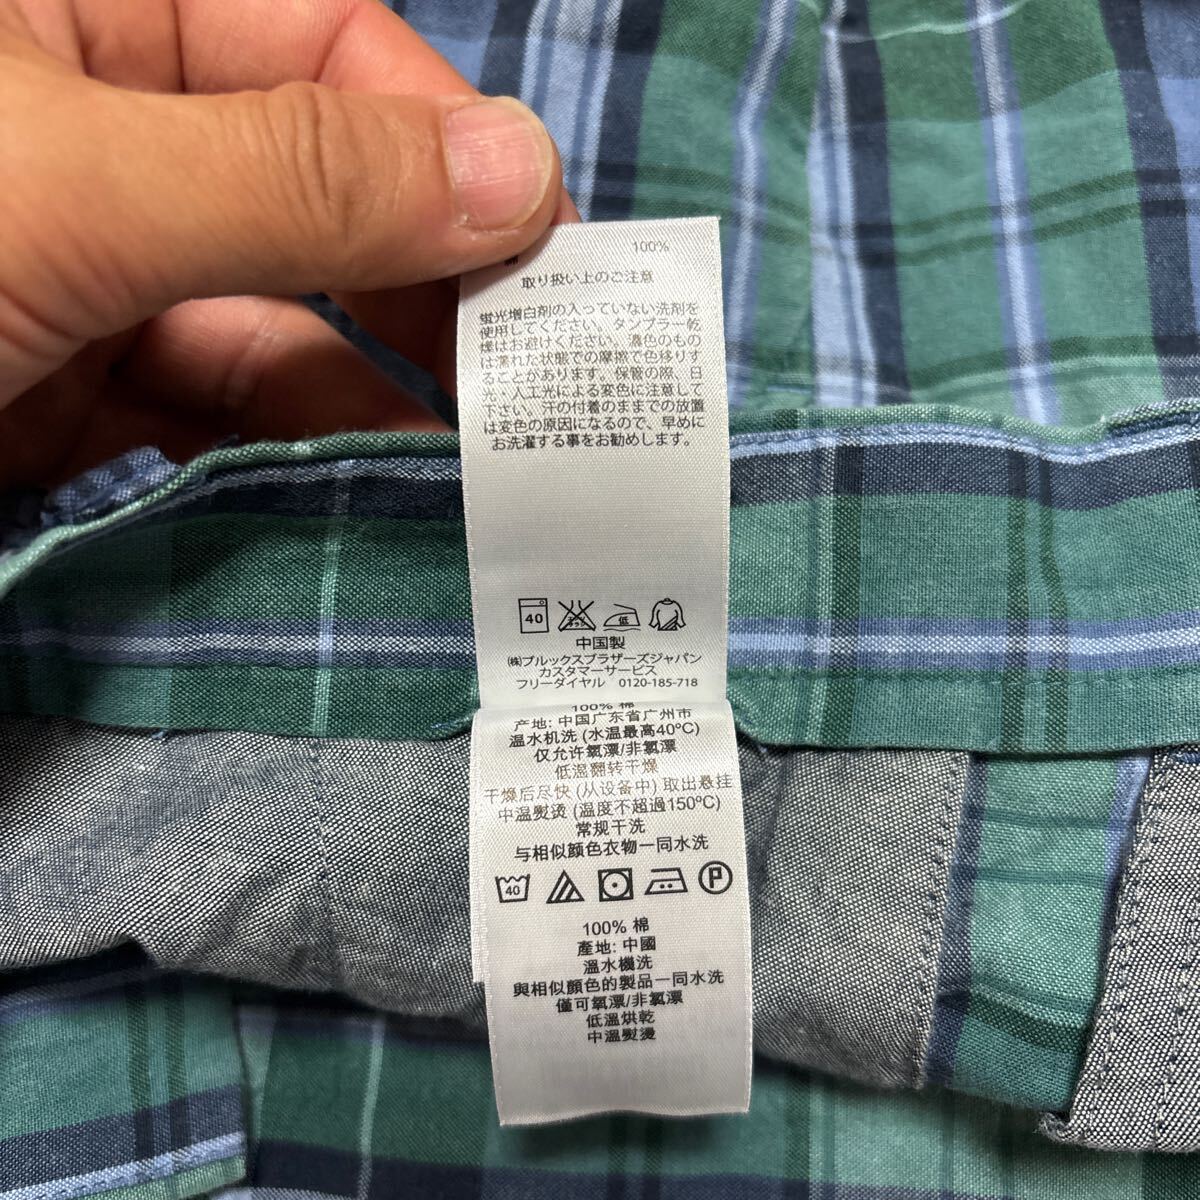 100%
取り扱い上のご注意
蛍光増白剤の入っていない洗剤を
使用してください。タンブラー乾
燥はお避けください。濃色のもの
は濡れた状態での摩擦で色移りす
ることがあります。保管の際、日
光・人工光による変色に注意して
下さい。汗の付着のままでの放置
は変色の原因になるので、早めに
お洗濯する事をお勧めします。
40
低
中国製
㈱ブルックスブラザーズジャパン
カスタマーサービス
フリーダイヤル 0120-185-718
100% 棉
产地: 中国广东省广州市
温水机洗 (水温最高40ºC)
仅允许氧漂/非氯漂
低温翻转干燥
干燥后尽快 (从设备中) 取出悬挂
中温熨烫 (温度不超過150ºC)
常规干洗
与相似颜色衣物一同水洗
40
P
100% 棉
產地: 中國
溫水機洗
與相似顏色的製品一同水洗
僅可氧漂/非氯漂
低溫烘乾
中溫熨燙